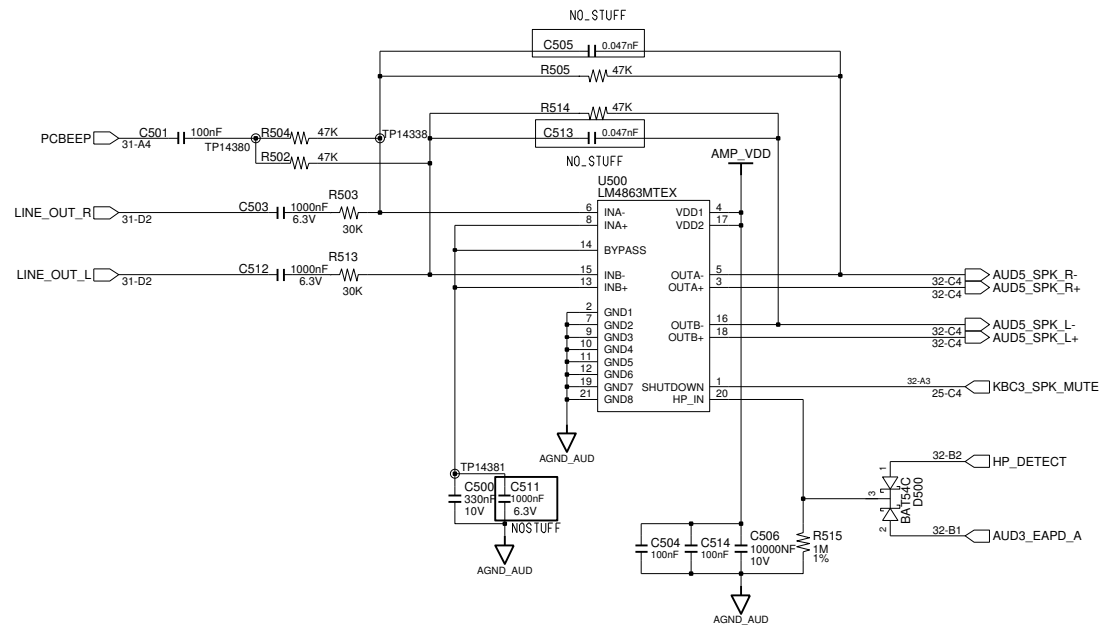 NO_STUFF
C505 0.047nF
R505 47K
R514 47K
PCBEEP C501 100nF R504 47K TP14338 C513 0.047nF
31-A4 TP14380
R502 47K NO_STUFF AMP_VDD
U500
LM4863MTEX
LINE_OUT_R C503 1000nF R503 6 INA- VDD1 4
31-D2 6.3V 30K 8 INA+ VDD2 17
14 BYPASS
LINE_OUT_L C512 1000nF R513 15 INB- OUTA- 5 AUD5_SPK_R-
31-D2 6.3V 30K 13 INB+ OUTA+ 3 32-C4 AUD5_SPK_R+
32-C4
2 GND1
7 GND2 OUTB- 16 AUD5_SPK_L-
9 GND3 OUTB+ 18 32-C4 AUD5_SPK_L+
10 GND4 32-C4
11 GND5
12 GND6
19 GND7 SHUTDOWN 1 32-A3 KBC3_SPK_MUTE
21 GND8 HP_IN 20 25-C4
AGND_AUD
TP14381 32-B2 HP_DETECT
C500 C511 1
330nF 1000nF 3 BAT54C
10V 6.3V D500
NOSTUFF 2 32-B1 AUD3_EAPD_A
C504 C514 C506 R515
100nF 100nF 10000NF 1M
10V 1%
AGND_AUD
AGND_AUD